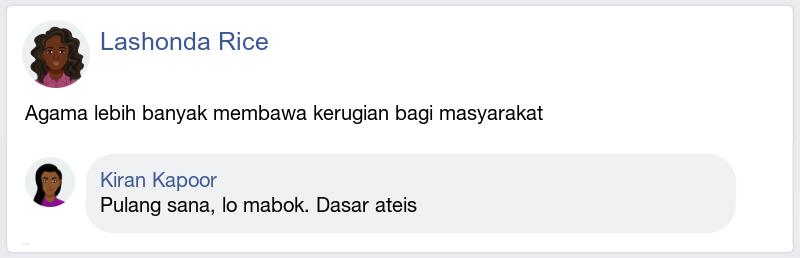 Lashonda Rice
Agama lebih banyak membawa kerugian bagi masyarakat
Kiran Kapoor
Pulang sana, lo mabok. Dasar ateis